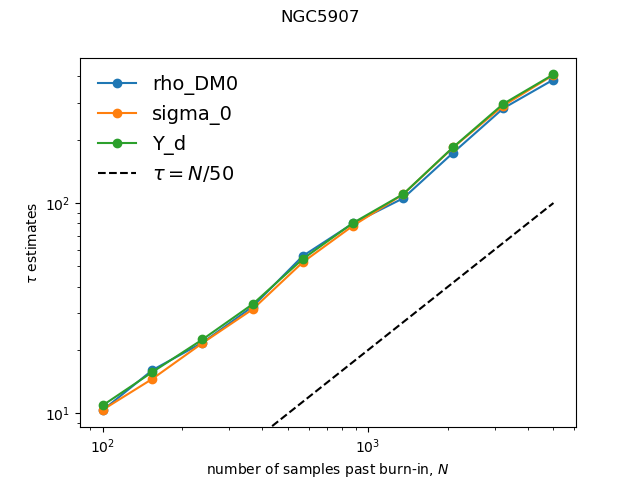 NGC5907
rho_DM0
sigma_0
Y_d
τ = N/50
10²
10¹
τ estimates
10²
10³
number of samples past burn-in, N